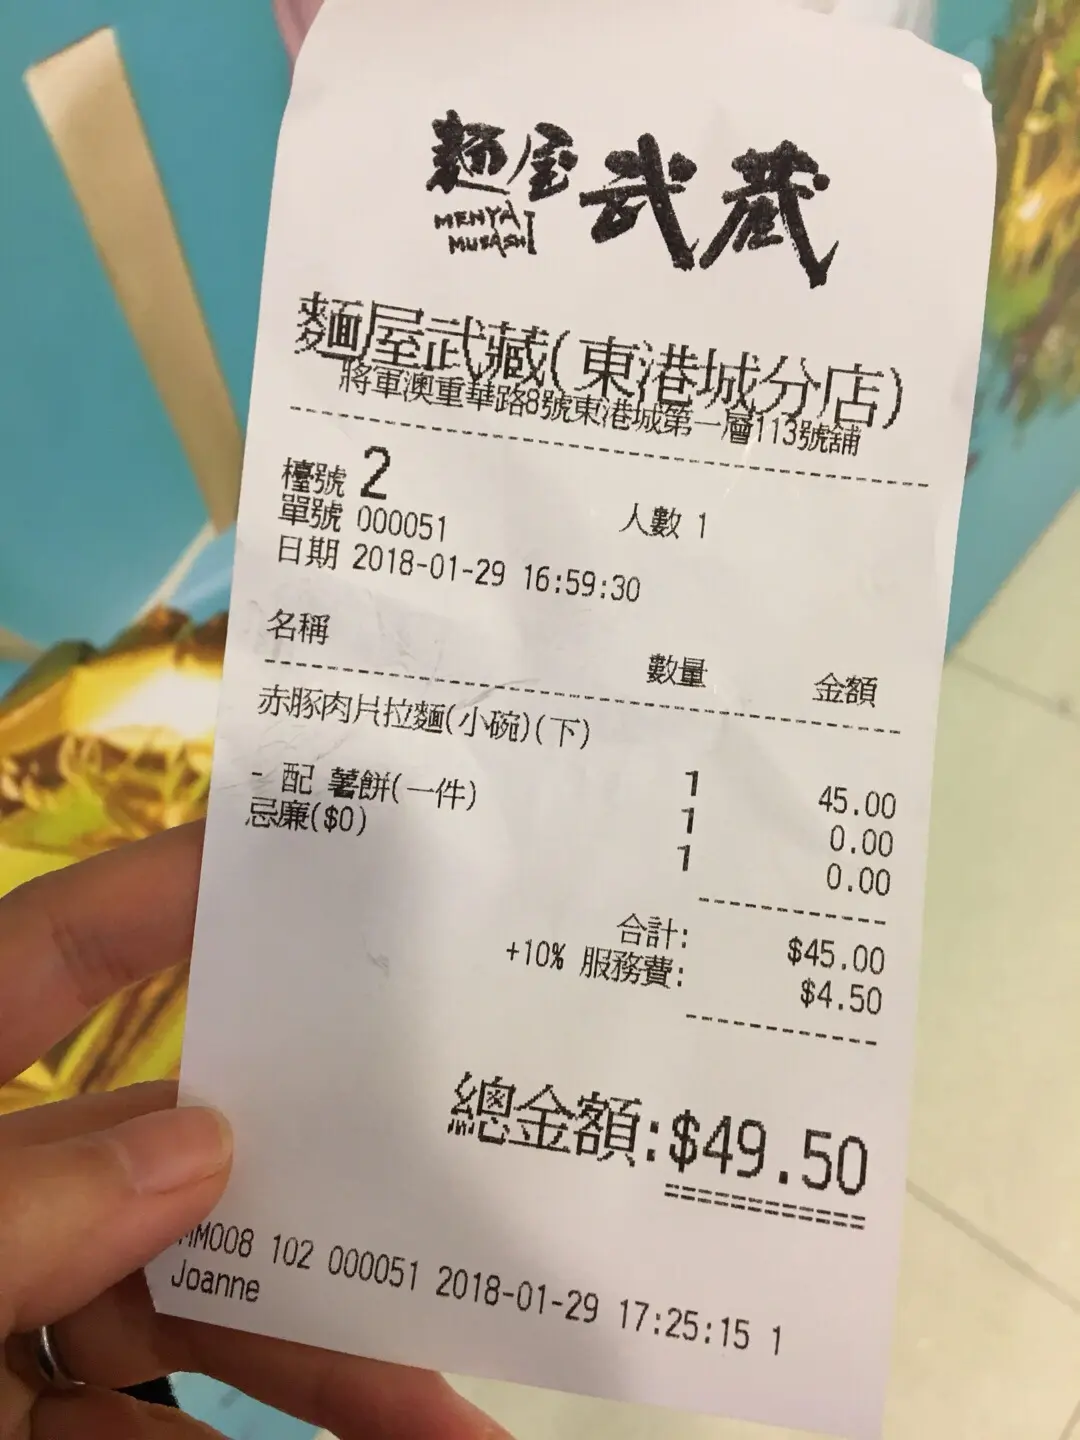 麵屋武蔵
MENYA
MUSASHI
麵屋武藏(東港城分店)
將軍澳重華路8號東港城第一層113號舖
檯號 2 人數 1
單號 000051
日期 2018-01-29 16:59:30
名稱 數量 金額
赤豚肉片拉麵(小碗)(下)
1 45.00
- 配 薯餅(一件) 1 0.00
忌廉($0) 1 0.00
合計: $45.00
+10% 服務費: $4.50
總金額:$49.50
MM008 102 000051 2018-01-29 17:25:15 1
Joanne